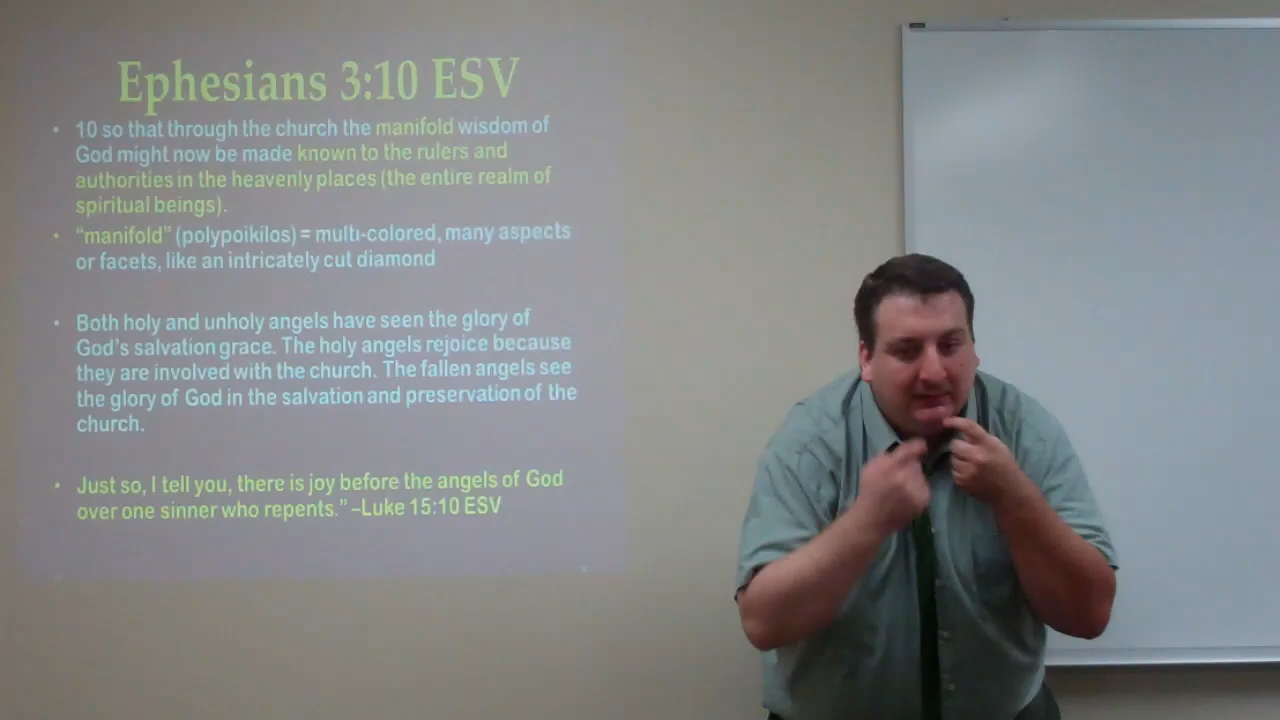 Ephesians 3:10 ESV
• 10 so that through the church the manifold wisdom of
God might now be made known to the rulers and
authorities in the heavenly places (the entire realm of
spiritual beings).
• “manifold” (polypoikilos) = multi-colored, many aspects
or facets, like an intricately cut diamond
• Both holy and unholy angels have seen the glory of
God’s salvation grace. The holy angels rejoice because
they are involved with the church. The fallen angels see
the glory of God in the salvation and preservation of the
church.
• Just so, I tell you, there is joy before the angels of God
over one sinner who repents.” –Luke 15:10 ESV